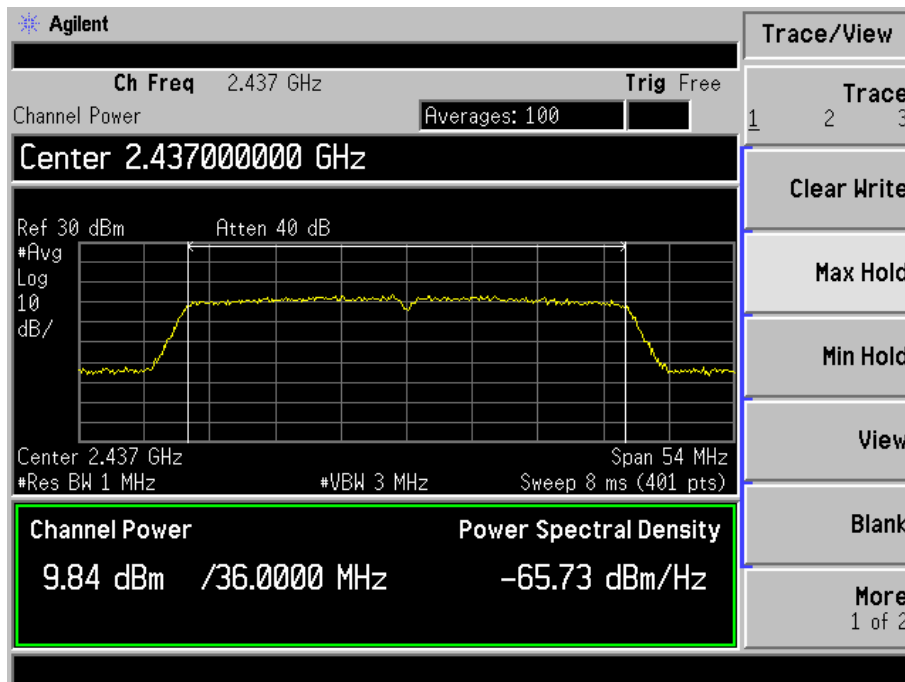 Agilent
Trace/View
Ch Freq 2.437 GHz Trig Free
Channel Power Averages: 100
Trace
1 2 3
Center 2.437000000 GHz
Clear Write
Ref 30 dBm Atten 40 dB
#Avg
Log
10
dB/
Max Hold
Min Hold
View
Center 2.437 GHz Span 54 MHz
#Res BW 1 MHz #VBW 3 MHz Sweep 8 ms (401 pts)
Channel Power Power Spectral Density
Blank
9.84 dBm /36.0000 MHz -65.73 dBm/Hz
More
1 of 2